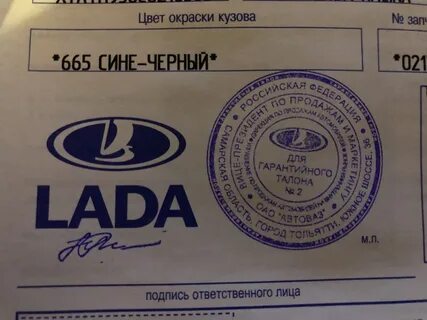 Цвет окраски кузова
№ запч
*665 СИНЕ-ЧЕРНЫЙ*
*021
LADA
РОССИЙСКАЯ ФЕДЕРАЦИЯ
САМАРСКАЯ ОБЛАСТЬ, ГОРОД ТОЛЬЯТТИ, ЮЖНОЕ ШОССЕ, 36
ВИЦЕ-ПРЕЗИДЕНТ ПО ПРОДАЖАМ И МАРКЕТИНГУ
ОАО "АВТОВАЗ"
ДЛЯ
ГАРАНТИЙНОГО
ТАЛОНА
№ 2
М.П.
подпись ответственного лица